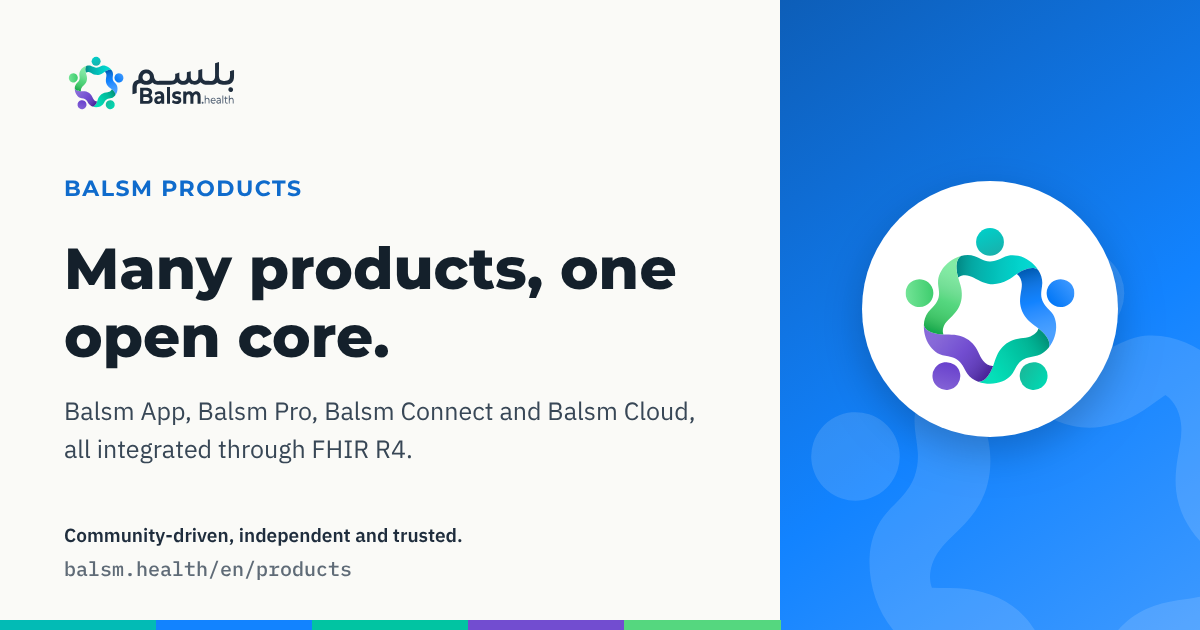 بلسم
Balsm.health
BALSM PRODUCTS
Many products, one
open core.
Balsm App, Balsm Pro, Balsm Connect and Balsm Cloud,
all integrated through FHIR R4.
Community-driven, independent and trusted.
balsm.health/en/products